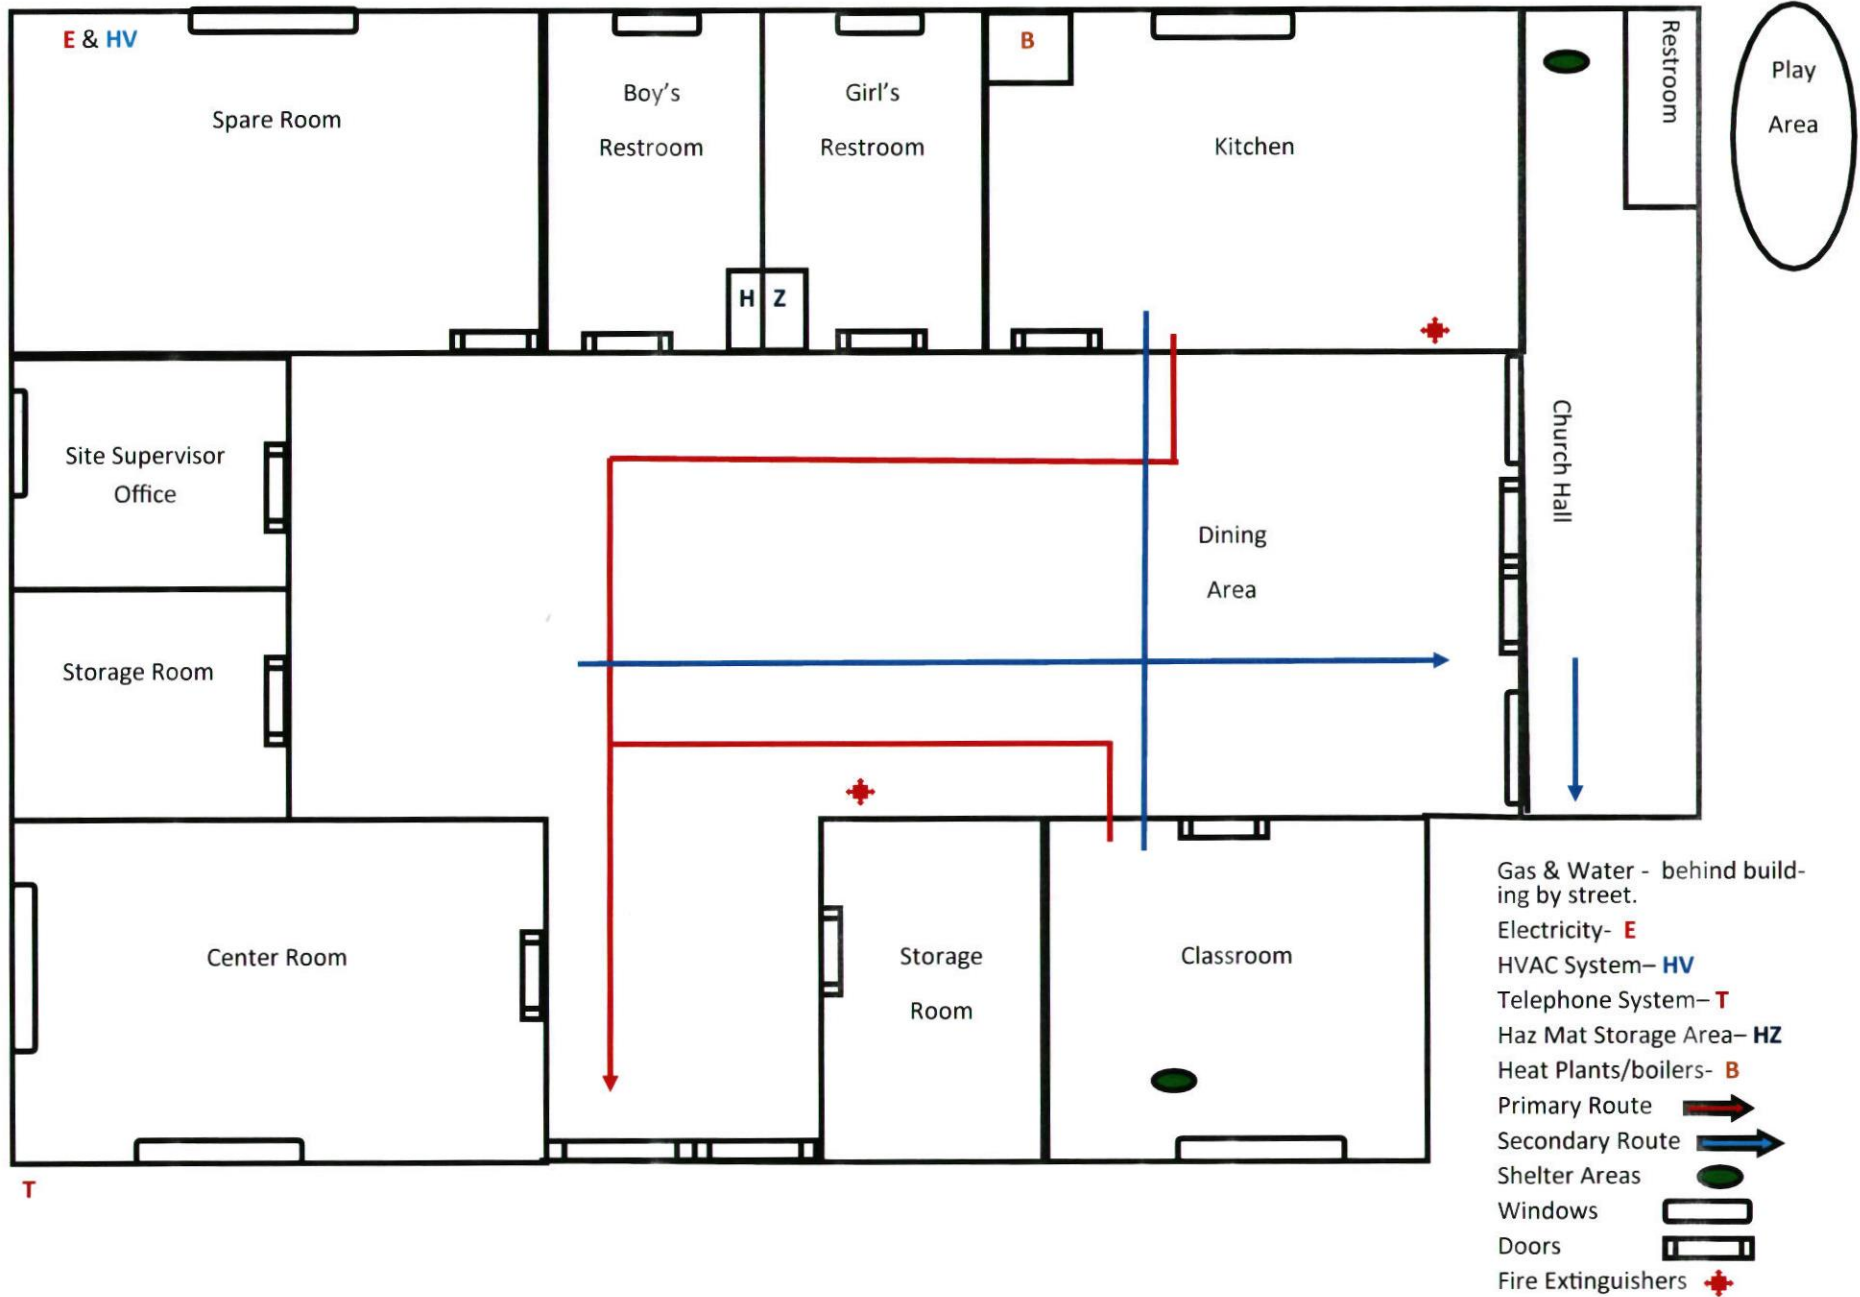 E & HV
Spare Room
Boy's
Restroom
Girl's
Restroom
B
Kitchen
Restroom
Play
Area
H Z
Site Supervisor
Office
Church Hall
Dining
Area
Storage Room
Center Room
Storage
Room
Classroom
T
Gas & Water - behind build-
ing by street.
Electricity- E
HVAC System– HV
Telephone System– T
Haz Mat Storage Area– HZ
Heat Plants/boilers- B
Primary Route
Secondary Route
Shelter Areas
Windows
Doors
Fire Extinguishers